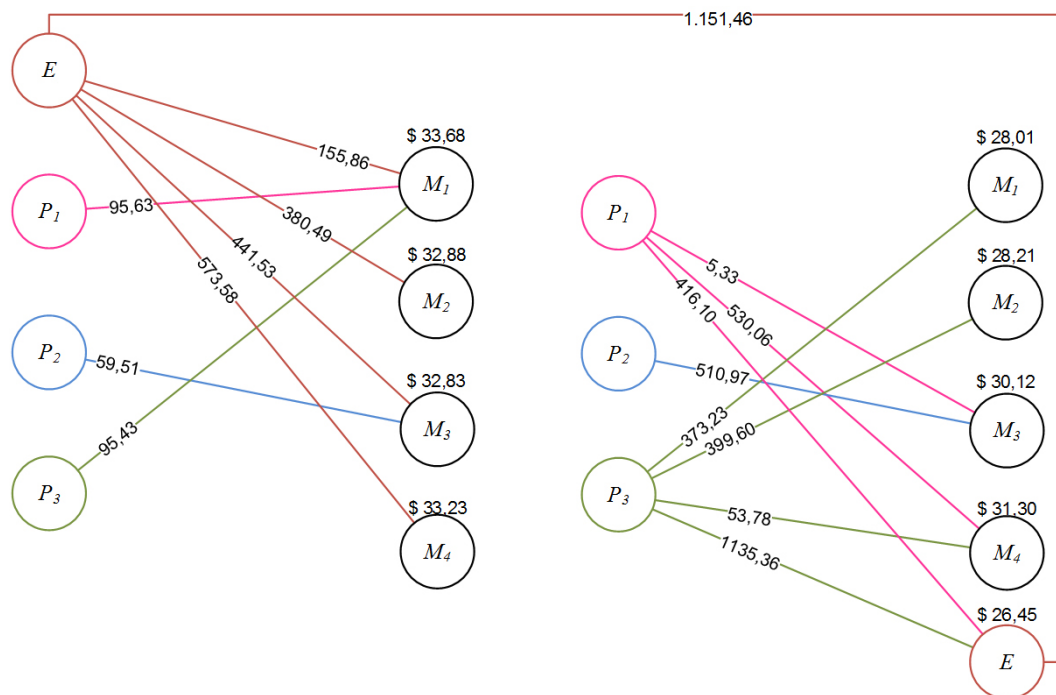 1.151,46
E
$ 33,68
$ 28,01
155,86
M1
M1
P1
95,63
P1
380,49
441,53
573,58
$ 32,88
$ 28,21
5,33
416,10
530,06
M2
M2
P2
59,51
P2
510,97
$ 32,83
$ 30,12
M3
M3
95,43
373,23
399,60
P3
P3
$ 33,23
$ 31,30
53,78
1135,36
M4
M4
$ 26,45
E